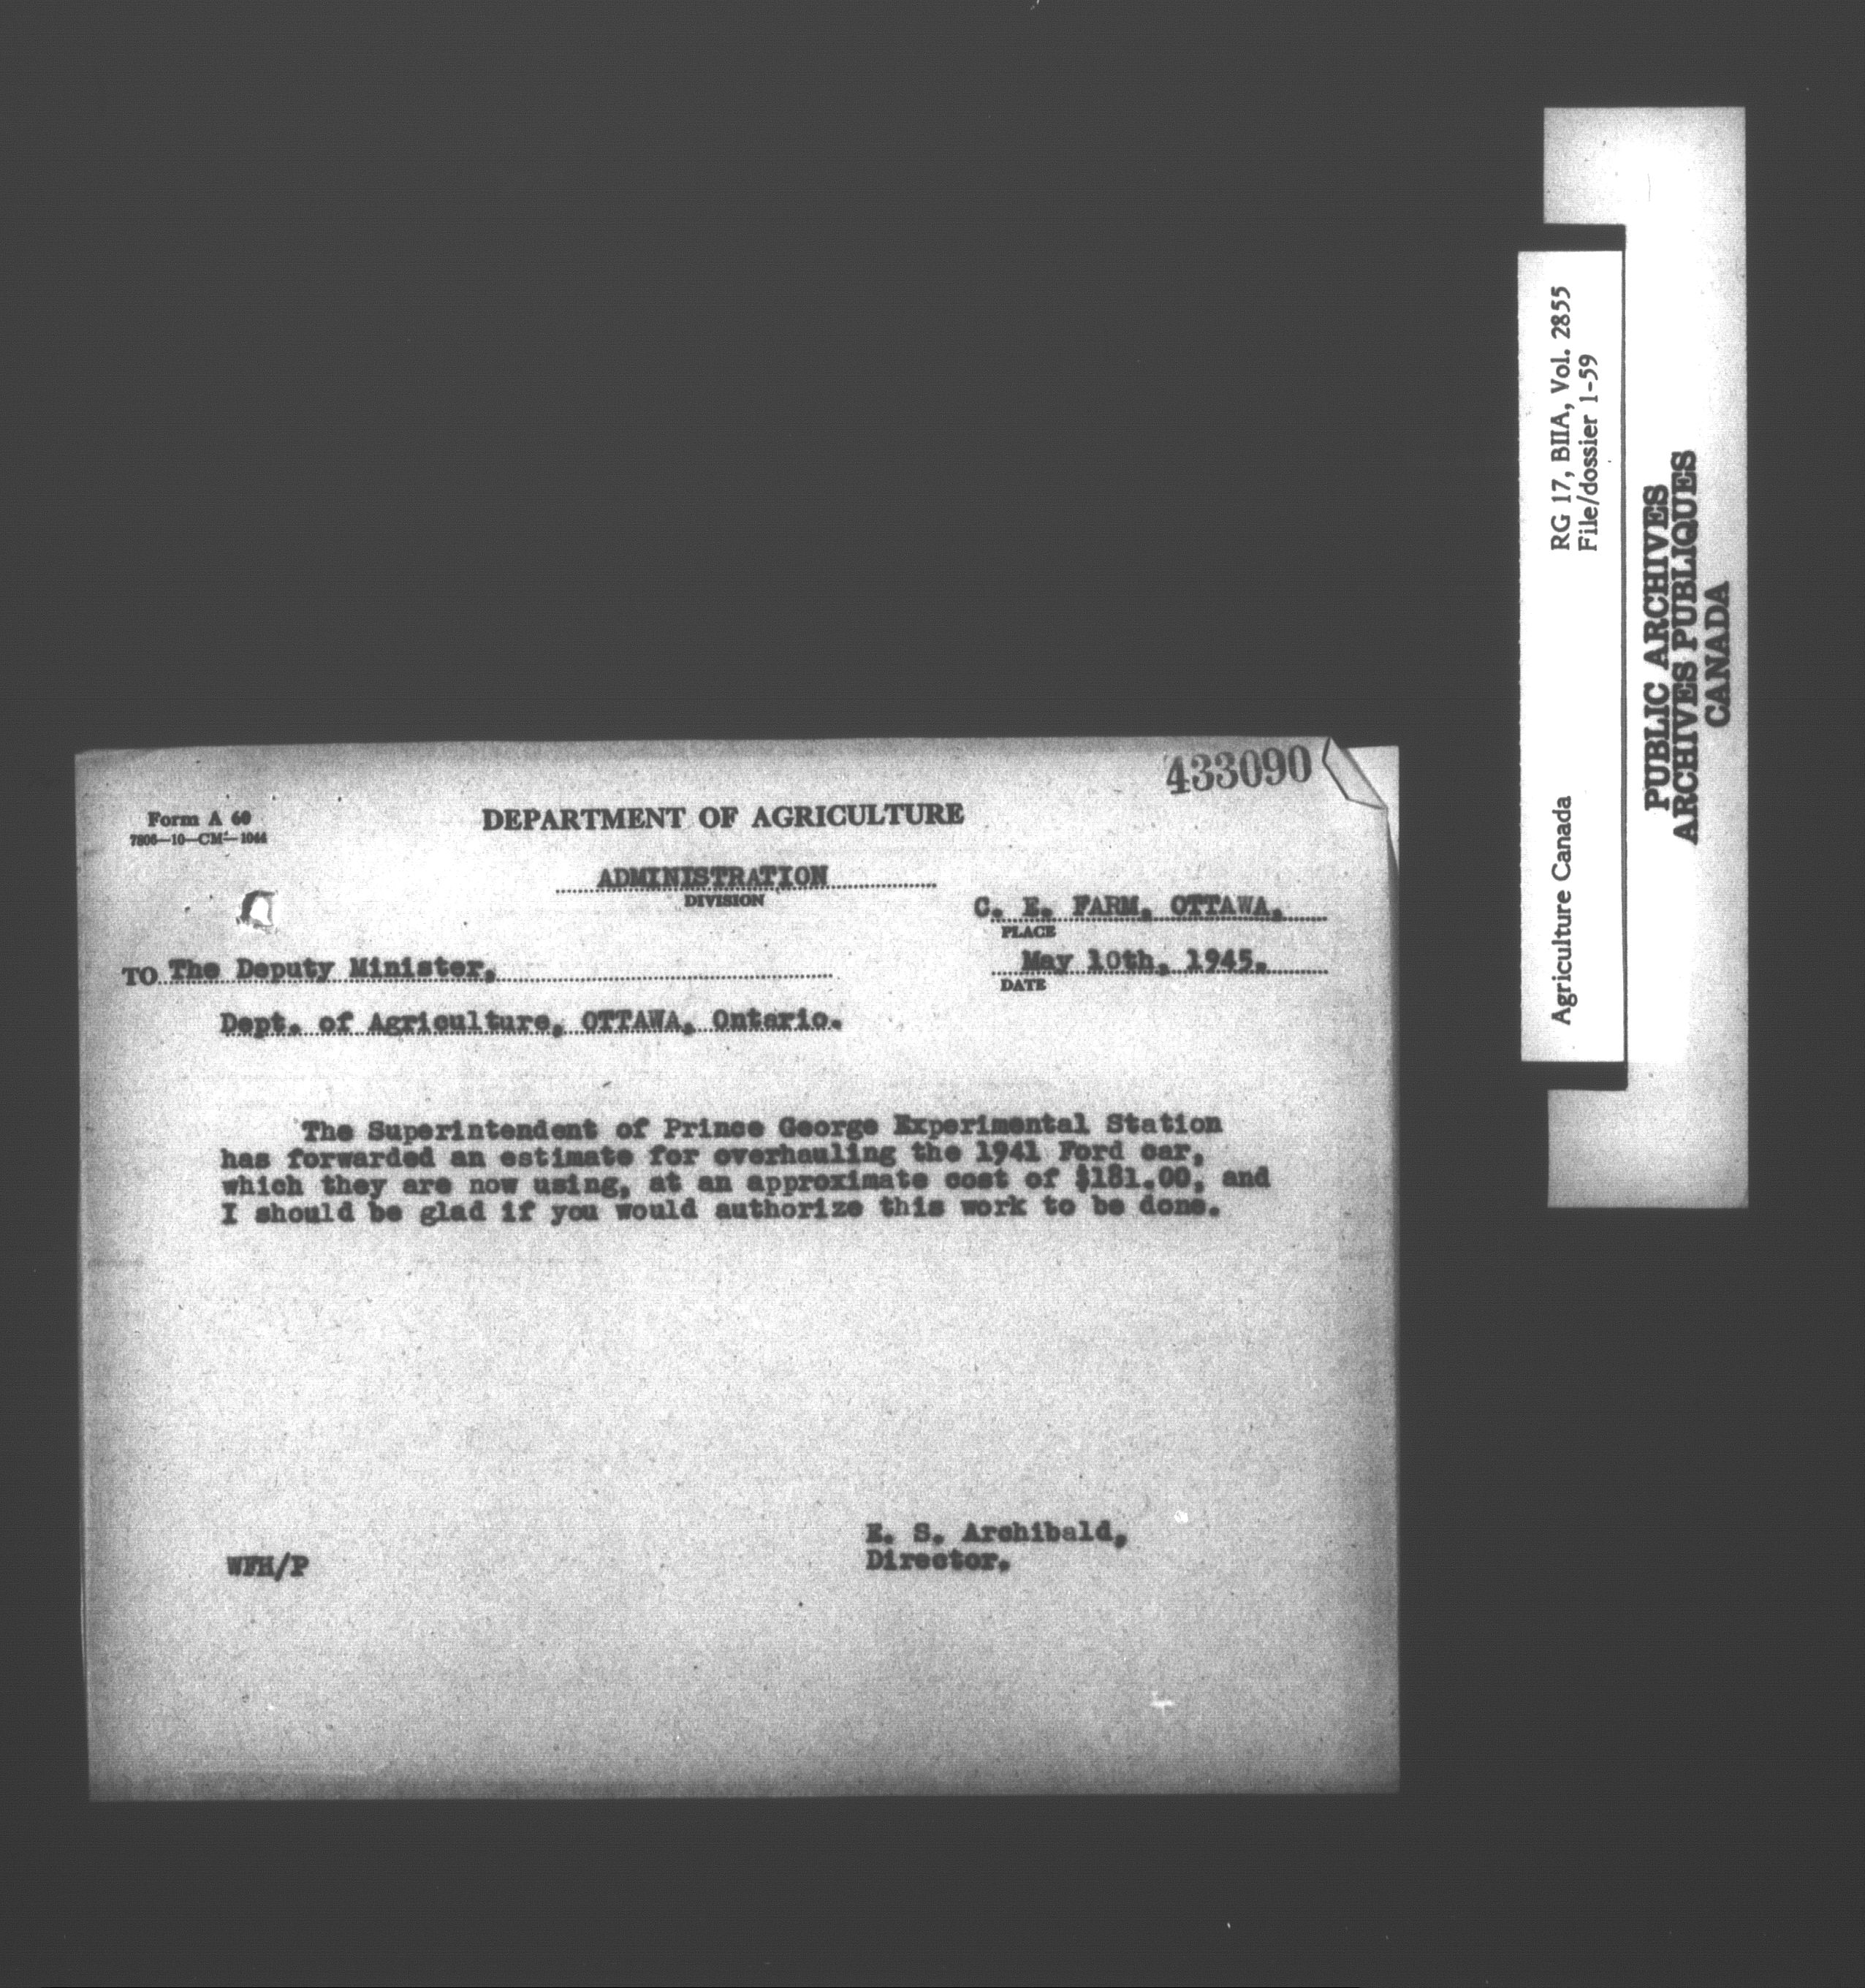 433090
Form A 60
DEPARTMENT OF AGRICULTURE
ADMINISTRATION
DIVISION
C. E. FARM, OTTAWA.
PLACE
TO The Deputy Minister,
May 10th, 1945.
DATE
Dept. of Agriculture, OTTAWA, Ontario.
The Superintendent of Prince George Experimental Station
has forwarded an estimate for overhauling the 1941 Ford car,
which they are now using, at an approximate cost of $181.00, and
I should be glad if you would authorize this work to be done.
E. S. Archibald,
Director.
WFH/P
Agriculture Canada RG 17, BIIA, Vol. 2855
File/dossier 1-59
PUBLIC ARCHIVES
ARCHIVES PUBLIQUES
CANADA